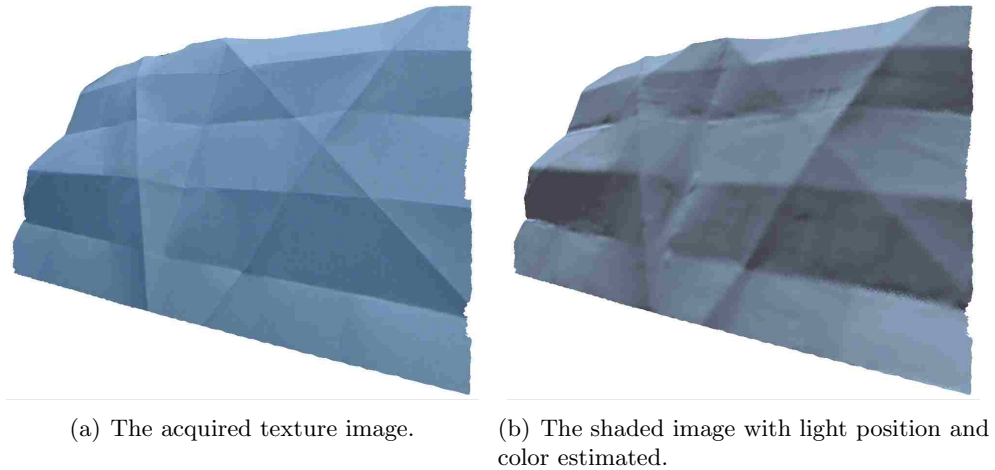 (a) The acquired texture image.
(b) The shaded image with light position and
color estimated.